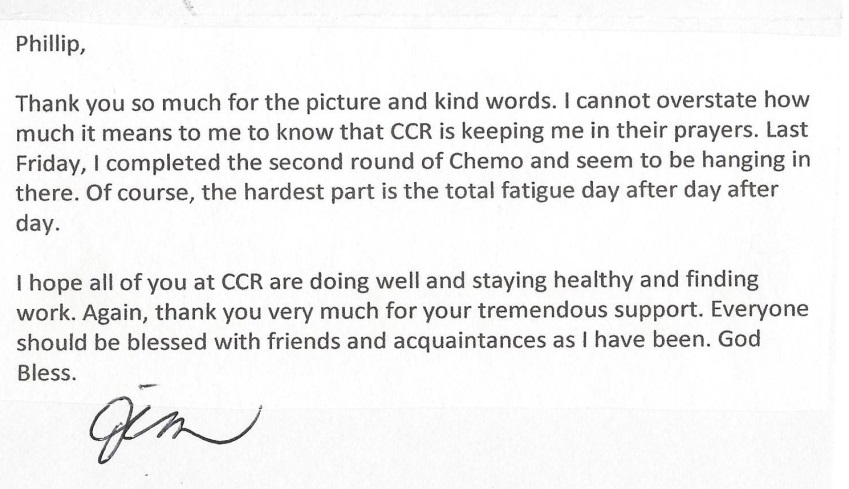 Phillip,
Thank you so much for the picture and kind words. I cannot overstate how
much it means to me to know that CCR is keeping me in their prayers. Last
Friday, I completed the second round of Chemo and seem to be hanging in
there. Of course, the hardest part is the total fatigue day after day after
day.
I hope all of you at CCR are doing well and staying healthy and finding
work. Again, thank you very much for your tremendous support. Everyone
should be blessed with friends and acquaintances as I have been. God
Bless.
Jim